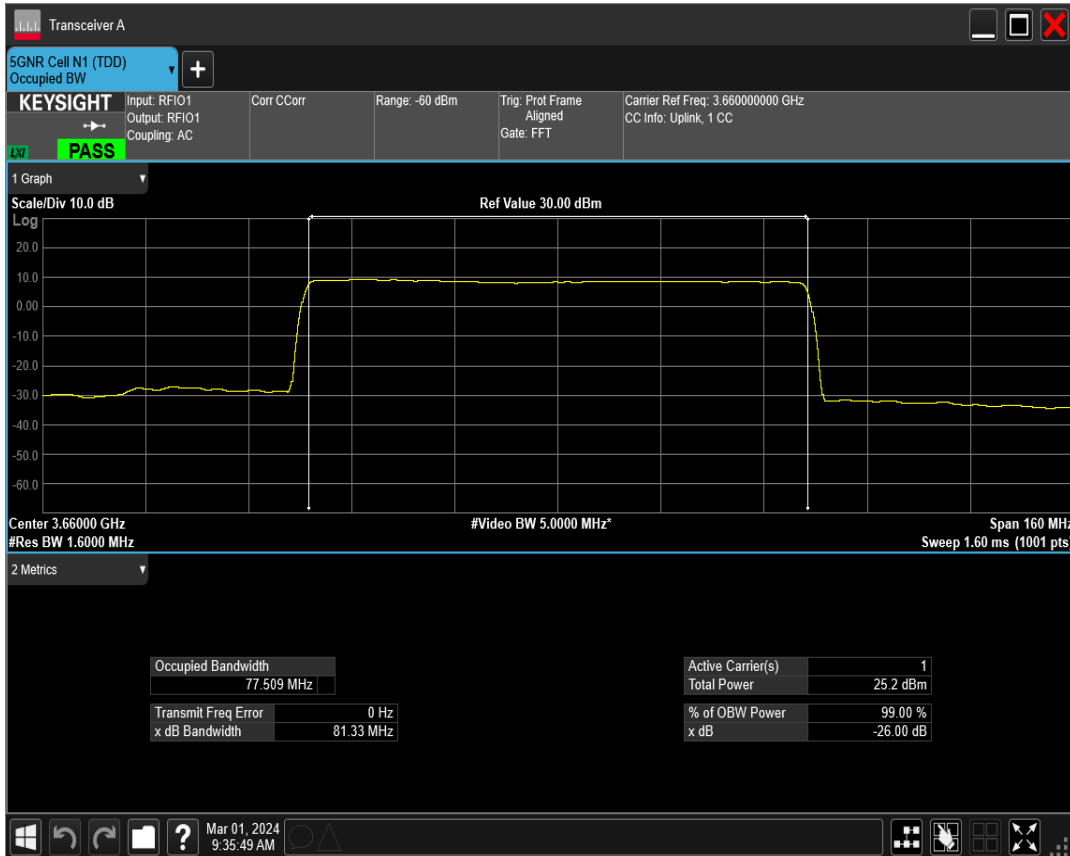 Transceiver A
5GNR Cell N1 (TDD)
Occupied BW
+
KEYSIGHT
LXI
PASS
Input: RFIO1
Output: RFIO1
Coupling: AC
Corr CCorr
Range: -60 dBm
Trig: Prot Frame
Aligned
Gate: FFT
Carrier Ref Freq: 3.660000000 GHz
CC Info: Uplink, 1 CC
1 Graph
Scale/Div 10.0 dB
Ref Value 30.00 dBm
Log
20.0
10.0
0.00
-10.0
-20.0
-30.0
-40.0
-50.0
-60.0
Center 3.66000 GHz
#Video BW 5.0000 MHz*
Span 160 MHz
#Res BW 1.6000 MHz
Sweep 1.60 ms (1001 pts)
2 Metrics
Occupied Bandwidth
77.509 MHz
Transmit Freq Error 0 Hz
x dB Bandwidth 81.33 MHz
Active Carrier(s) 1
Total Power 25.2 dBm
% of OBW Power 99.00 %
x dB -26.00 dB
?
Mar 01, 2024
9:35:49 AM